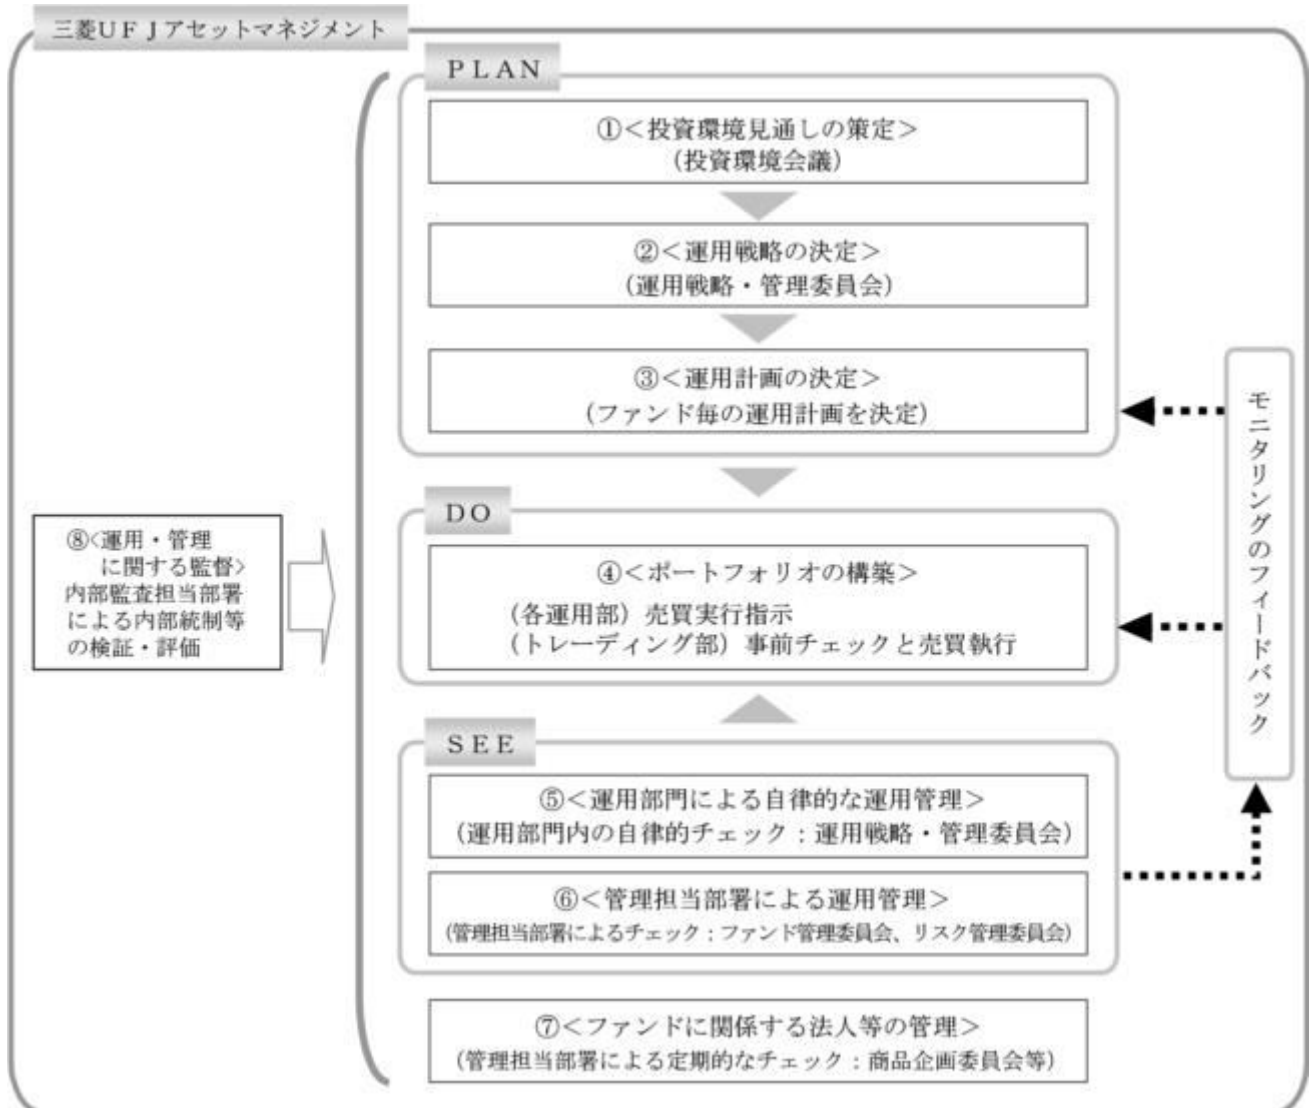 三菱ＵＦＪアセットマネジメント
ＰＬＡＮ
①＜投資環境見通しの策定＞
（投資環境会議）
②＜運用戦略の決定＞
（運用戦略・管理委員会）
③＜運用計画の決定＞
（ファンド毎の運用計画を決定）
ＤＯ
④＜ポートフォリオの構築＞
（各運用部）売買実行指示
（トレーディング部）事前チェックと売買執行
ＳＥＥ
⑤＜運用部門による自律的な運用管理＞
（運用部門内の自律的チェック：運用戦略・管理委員会）
⑥＜管理担当部署による運用管理＞
（管理担当部署によるチェック：ファンド管理委員会、リスク管理委員会）
⑦＜ファンドに関係する法人等の管理＞
（管理担当部署による定期的なチェック：商品企画委員会等）
⑧<運用・管理
に関する監督>
内部監査担当部署
による内部統制等
の検証・評価
モニタリングのフィードバック